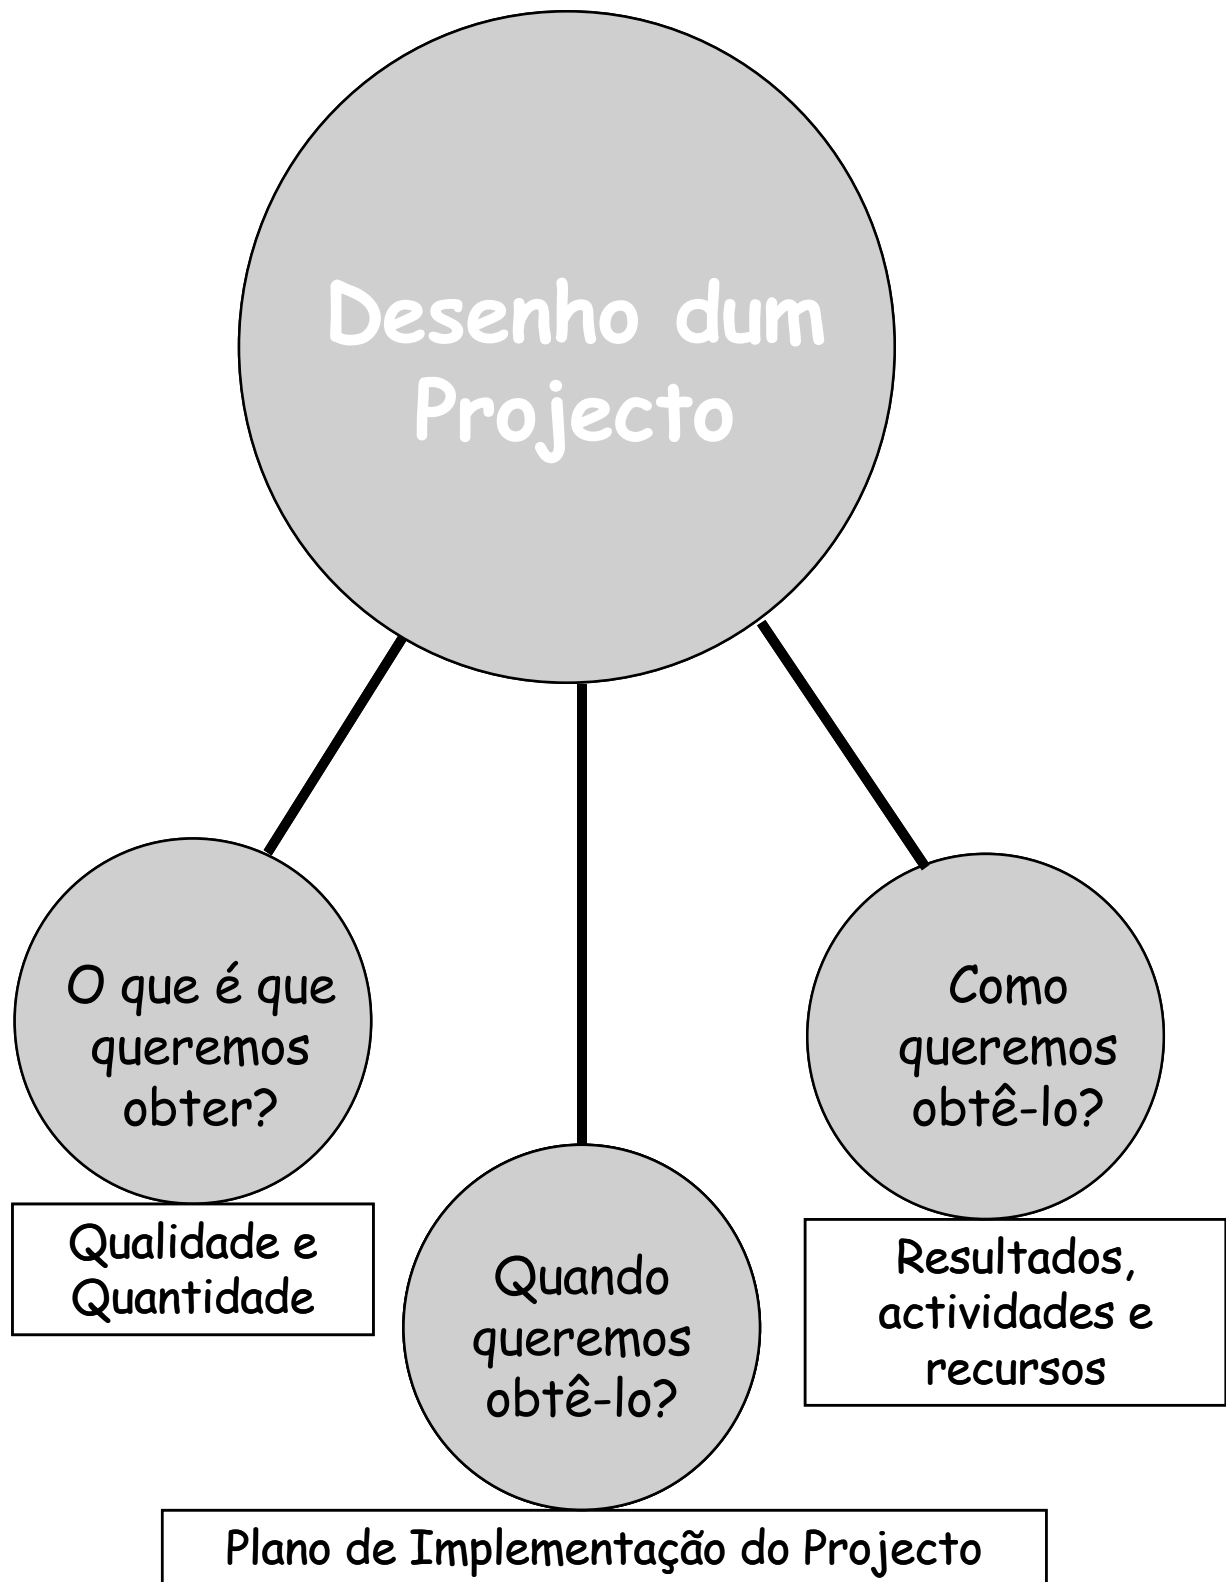 Desenho dum
Projecto
O que é que
queremos
obter?
Qualidade e
Quantidade
Quando
queremos
obtê-lo?
Plano de Implementação do Projecto
Como
queremos
obtê-lo?
Resultados,
actividades e
recursos